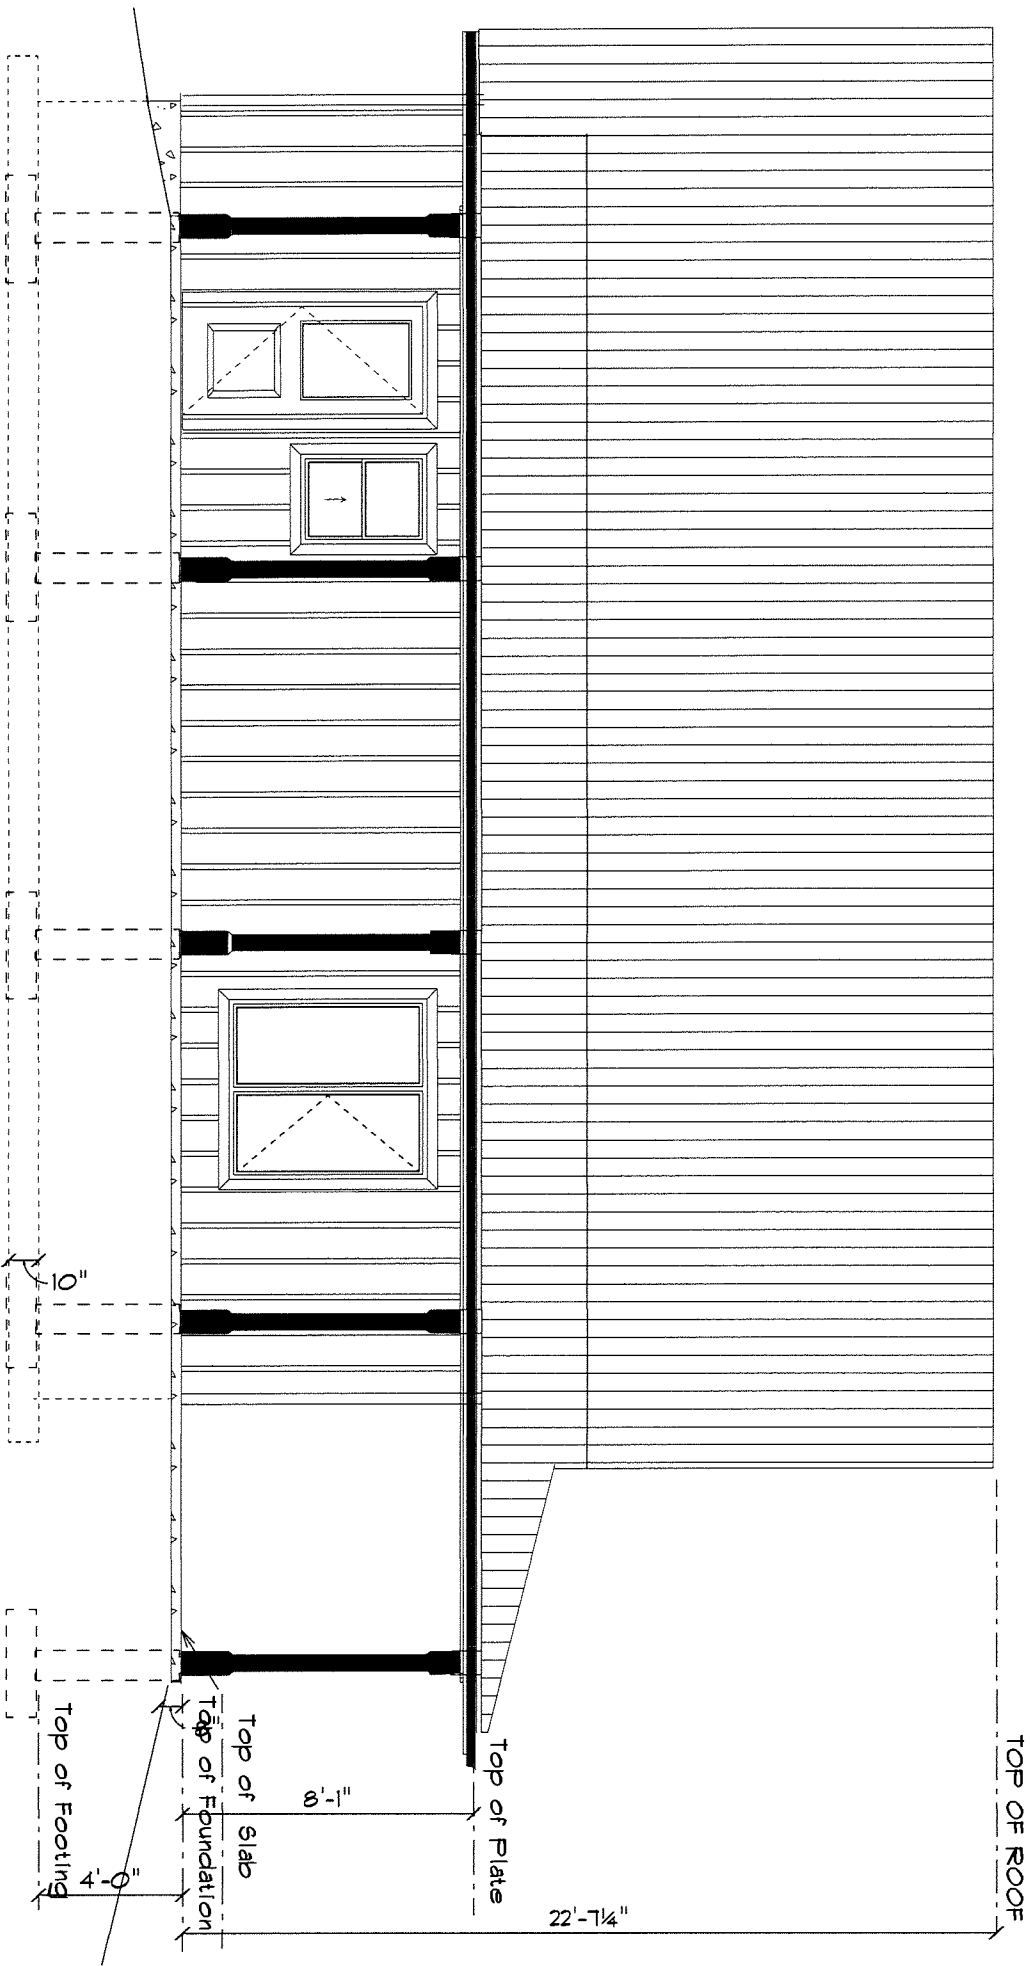 TOP OF ROOF
Top of Plate
Top of Slab
Top of Foundation
Top of Footing
22'-7¼"
8'-1"
4'-0"
10"